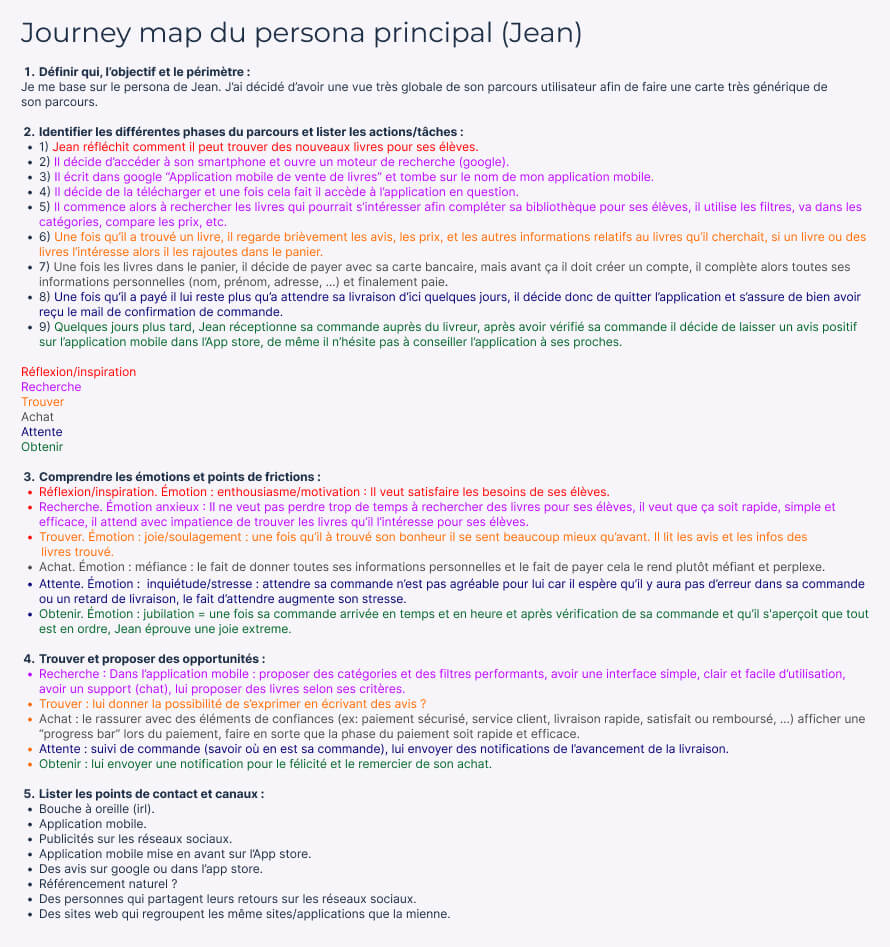 Journey map du persona principal (Jean)
1. Définir qui, l'objectif et le périmètre :
Je me base sur le persona de Jean. J'ai décidé d'avoir une vue très globale de son parcours utilisateur afin de faire une carte très générique de
son parcours.
2. Identifier les différentes phases du parcours et lister les actions/tâches :
• 1) Jean réfléchit comment il peut trouver des nouveaux livres pour ses élèves.
• 2) Il décide d'accéder à son smartphone et ouvre un moteur de recherche (google).
• 3) Il écrit dans google “Application mobile de vente de livres” et tombe sur le nom de mon application mobile.
• 4) Il décide de la télécharger et une fois cela fait il accède à l'application en question.
• 5) Il commence alors à rechercher les livres qui pourrait s'intéresser afin compléter sa bibliothèque pour ses élèves, il utilise les filtres, va dans les
catégories, compare les prix, etc.
• 6) Une fois qu'il a trouvé un livre, il regarde brièvement les avis, les prix, et les autres informations relatifs au livres qu'il cherchait, si un livre ou des
livres l'intéresse alors il les rajoutes dans le panier.
• 7) Une fois les livres dans le panier, il décide de payer avec sa carte bancaire, mais avant ça il doit créer un compte, il complète alors toutes ses
informations personnelles (nom, prénom, adresse, ...) et finalement paie.
• 8) Une fois qu'il a payé il lui reste plus qu'a attendre sa livraison d'ici quelques jours, il décide donc de quitter l'application et s'assure de bien avoir
reçu le mail de confirmation de commande.
• 9) Quelques jours plus tard, Jean réceptionne sa commande auprès du livreur, après avoir vérifié sa commande il décide de laisser un avis positif
sur l'application mobile dans l'App store, de même il n'hésite pas à conseiller l'application à ses proches.
Réflexion/inspiration
Recherche
Trouver
Achat
Attente
Obtenir
3. Comprendre les émotions et points de frictions :
• Réflexion/inspiration. Émotion : enthousiasme/motivation : Il veut satisfaire les besoins de ses élèves.
• Recherche. Émotion anxieux : Il ne veut pas perdre trop de temps à rechercher des livres pour ses élèves, il veut que ça soit rapide, simple et
efficace, il attend avec impatience de trouver les livres qu'il l'intéresse pour ses élèves.
• Trouver. Émotion : joie/soulagement : une fois qu'il à trouvé son bonheur il se sent beaucoup mieux qu'avant. Il lit les avis et les infos des
livres trouvé.
• Achat. Émotion : méfiance : le fait de donner toutes ses informations personnelles et le fait de payer cela le rend plutôt méfiant et perplexe.
• Attente. Émotion : inquiétude/stresse : attendre sa commande n'est pas agréable pour lui car il espère qu'il y aura pas d'erreur dans sa commande
ou un retard de livraison, le fait d'attendre augmente son stresse.
• Obtenir. Émotion : jubilation = une fois sa commande arrivée en temps et en heure et après vérification de sa commande et qu'il s'aperçoit que tout
est en ordre, Jean éprouve une joie extreme.
4. Trouver et proposer des opportunités :
• Recherche : Dans l'application mobile : proposer des catégories et des filtres performants, avoir une interface simple, clair et facile d'utilisation,
avoir un support (chat), lui proposer des livres selon ses critères.
• Trouver : lui donner la possibilité de s'exprimer en écrivant des avis ?
• Achat : le rassurer avec des éléments de confiances (ex: paiement sécurisé, service client, livraison rapide, satisfait ou remboursé, ...) afficher une
“progress bar” lors du paiement, faire en sorte que la phase du paiement soit rapide et efficace.
• Attente : suivi de commande (savoir où en est sa commande), lui envoyer des notifications de l'avancement de la livraison.
• Obtenir : lui envoyer une notification pour le félicité et le remercier de son achat.
5. Lister les points de contact et canaux :
• Bouche à oreille (irl).
• Application mobile.
• Publicités sur les réseaux sociaux.
• Application mobile mise en avant sur l'App store.
• Des avis sur google ou dans l'app store.
• Référencement naturel ?
• Des personnes qui partagent leurs retours sur les réseaux sociaux.
• Des sites web qui regroupent les même sites/applications que la mienne.